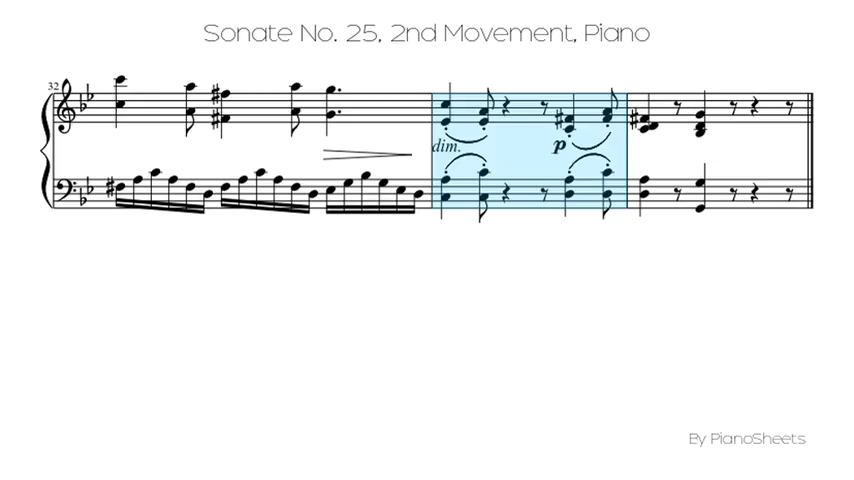 Sonate No. 25, 2nd Movement, Piano
32
dim.
p
By PianoSheets